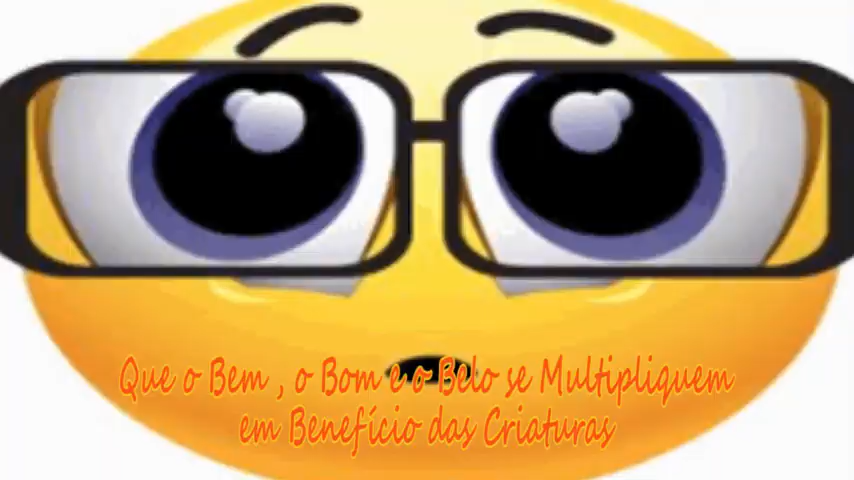 Que o Bem , o Bom e o Belo se Multipliquem
em Benefício das Criaturas